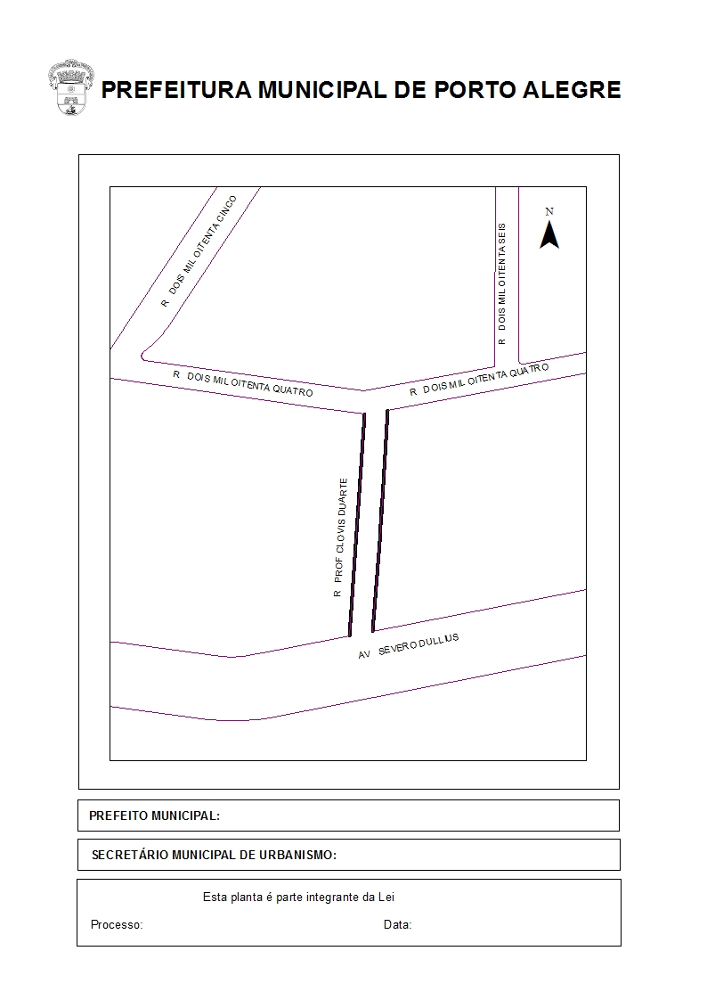 PREFEITURA MUNICIPAL DE PORTO ALEGRE
R DOIS MIL OITENTA CINCO
R DOIS MIL OITENTA SEIS
N
R DOIS MIL OITENTA QUATRO
R DOIS MIL OITENTA QUATRO
R PROF CLOVIS DUARTE
AV SEVERO DULLIUS
PREFEITO MUNICIPAL:
SECRETÁRIO MUNICIPAL DE URBANISMO:
Esta planta é parte integrante da Lei
Processo: Data: